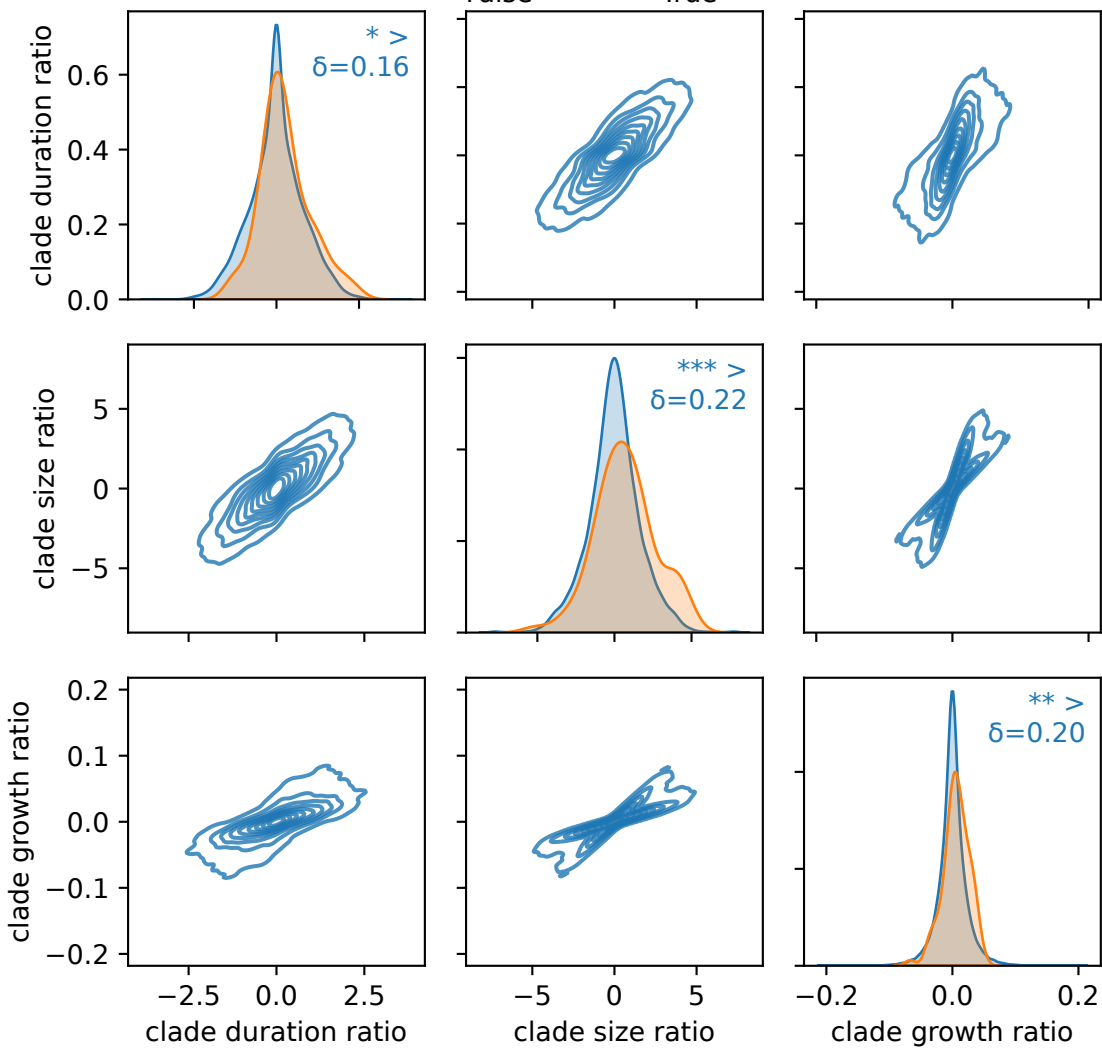 * >
δ=0.16
clade duration ratio
0.6
0.4
0.2
0.0
*** >
δ=0.22
clade size ratio
5
0
−5
** >
δ=0.20
clade growth ratio
0.2
0.1
0.0
−0.1
−0.2
−2.5 0.0 2.5 −5 0 5 −0.2 0.0 0.2
clade duration ratio clade size ratio clade growth ratio